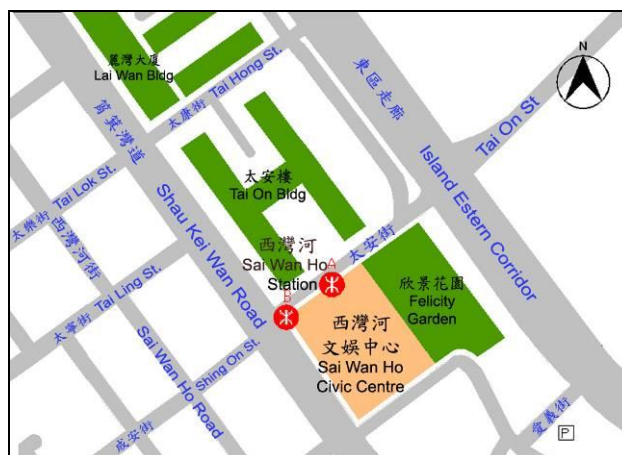 麗灣大廈
Lai Wan Bldg
N
太康街 Tai Hong St.
東區走廊
筲箕灣道
Tai On St
太安樓
Tai On Bldg
太樂街 Tai Lok St.
西灣河街
Shau Kei Wan Road
太安街
Island Estern Corridor
西灣河
Sai Wan Ho
Station
A
B
欣景花園
Felicity
Garden
太寧街 Tai Ling St.
西灣河
文娛中心
Sai Wan Ho
Civic Centre
Sai Wan Ho Road
成安街 Shing On St.
愛義街
P